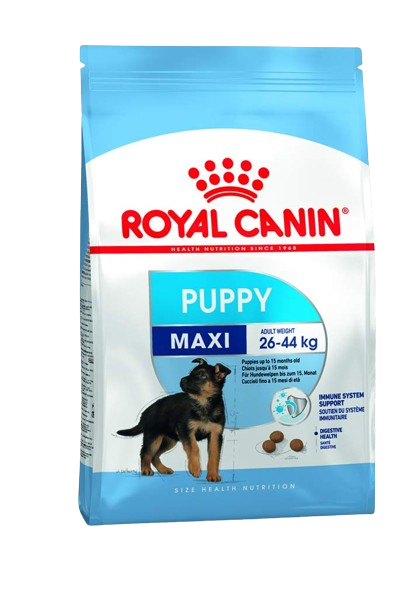 ROYAL CANIN®
HEALTH NUTRITION SINCE 1968
PUPPY
MAXI
ADULT WEIGHT
26-44 kg
Puppies up to 15 months old
Chiots jusqu'à 15 mois
Für Hundewelpen bis zum 15. Monat
Cuccioli fino a 15 mesi di età
IMMUNE SYSTEM
SUPPORT
SOUTIEN DU SYSTÈME
IMMUNITAIRE
+ DIGESTIVE
HEALTH
SANTÉ
DIGESTIVE
SIZE HEALTH NUTRITION